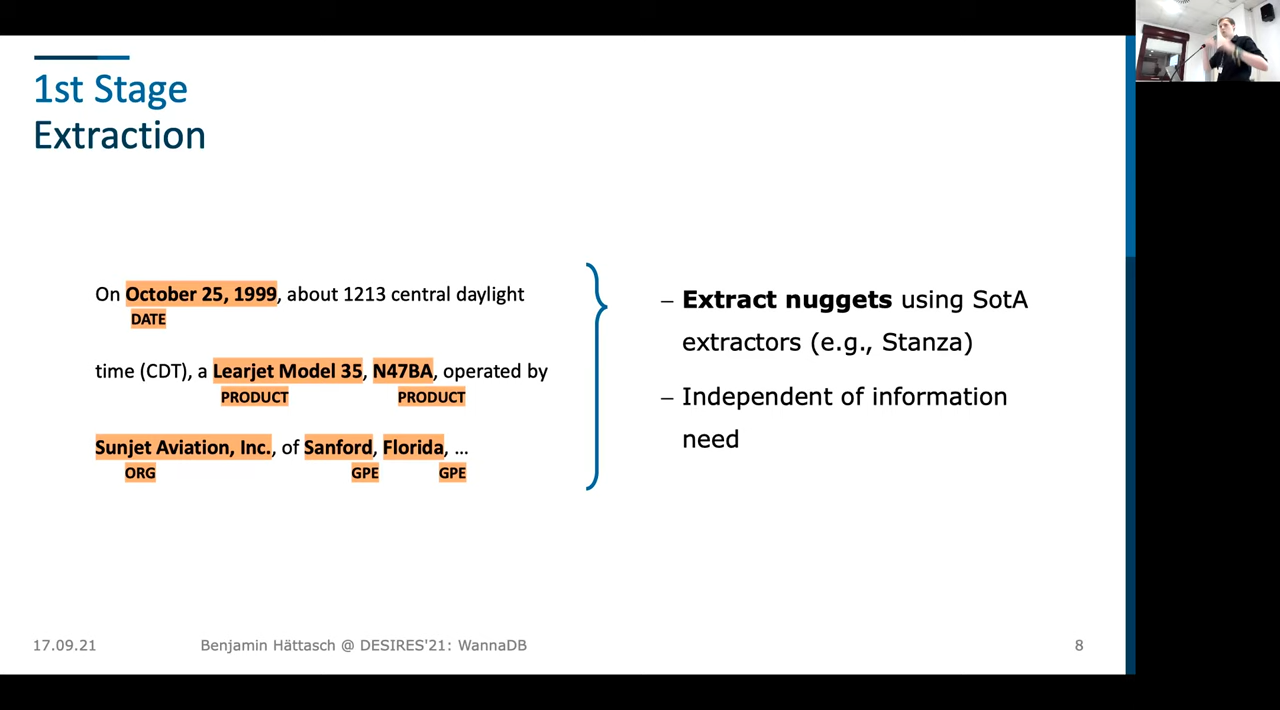 1st Stage
Extraction
On October 25, 1999, about 1213 central daylight
DATE
time (CDT), a Learjet Model 35, N47BA, operated by
PRODUCT PRODUCT
Sunjet Aviation, Inc., of Sanford, Florida, ...
ORG GPE GPE
– Extract nuggets using SotA
extractors (e.g., Stanza)
– Independent of information
need
17.09.21 Benjamin Hättasch @ DESIRES'21: WannaDB 8